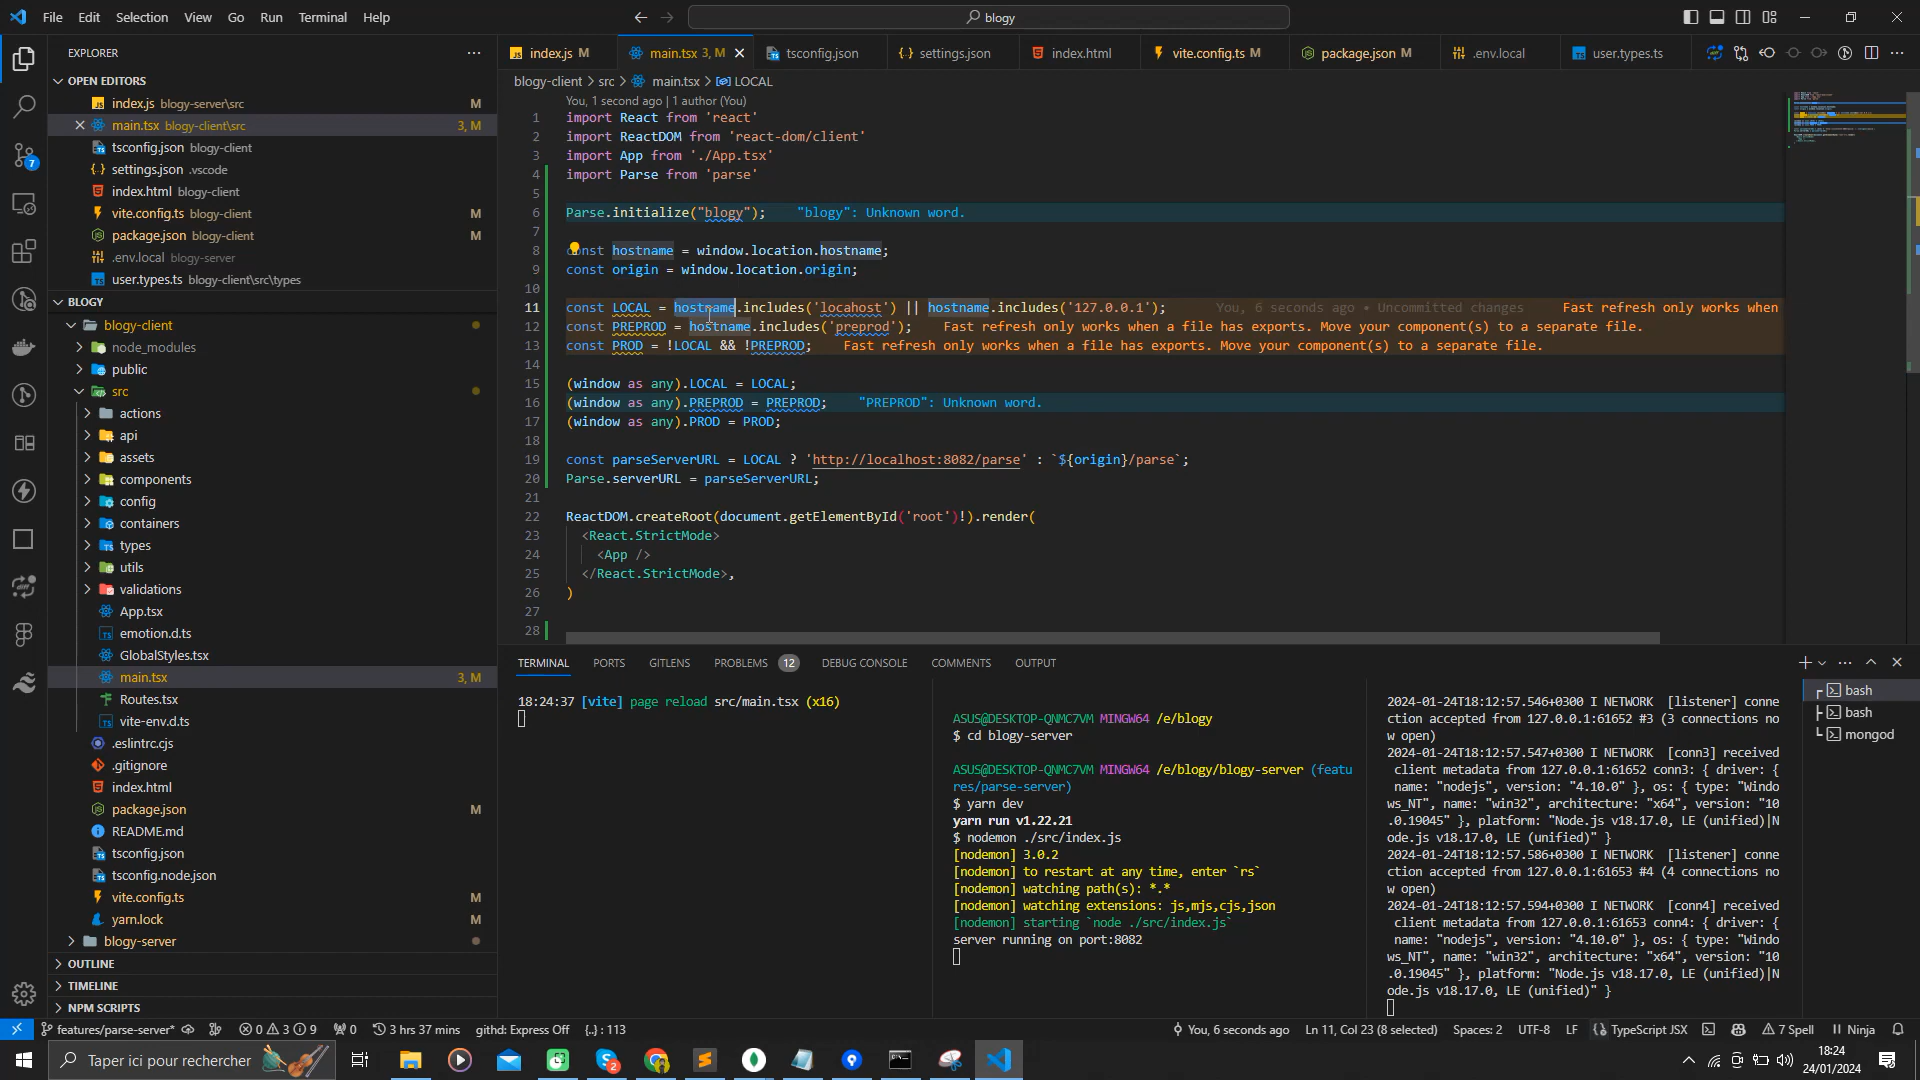 File Edit Selection View Go Run Terminal Help
blogy
EXPLORER
OPEN EDITORS
index.js blogy-server\src M
main.tsx blogy-client\src 3, M
tsconfig.json blogy-client
settings.json .vscode
index.html blogy-client
vite.config.ts blogy-client M
package.json blogy-client M
.env.local blogy-server
user.types.ts blogy-client\src\types
BLOGY
blogy-client
node_modules
public
src
actions
api
assets
components
config
containers
types
utils
validations
App.tsx
emotion.d.ts
GlobalStyles.tsx
main.tsx 3, M
Routes.tsx
vite-env.d.ts
.eslintrc.cjs
.gitignore
index.html
package.json M
README.md
tsconfig.json
tsconfig.node.json
vite.config.ts M
yarn.lock M
blogy-server
OUTLINE
TIMELINE
NPM SCRIPTS
index.js M main.tsx 3, M tsconfig.json settings.json index.html vite.config.ts M package.json M .env.local user.types.ts
blogy-client > src > main.tsx > LOCAL
You, 1 second ago | 1 author (You)
1 import React from 'react'
2 import ReactDOM from 'react-dom/client'
3 import App from './App.tsx'
4 import Parse from 'parse'
5
6 Parse.initialize("blogy"); "blogy": Unknown word.
7
8 const hostname = window.location.hostname;
9 const origin = window.location.origin;
10
11 const LOCAL = hostname.includes('locahost') || hostname.includes('127.0.0.1'); You, 6 seconds ago • Uncommitted changes Fast refresh only works when
12 const PREPROD = hostname.includes('preprod'); Fast refresh only works when a file has exports. Move your component(s) to a separate file.
13 const PROD = !LOCAL && !PREPROD; Fast refresh only works when a file has exports. Move your component(s) to a separate file.
14
15 (window as any).LOCAL = LOCAL;
16 (window as any).PREPROD = PREPROD; "PREPROD": Unknown word.
17 (window as any).PROD = PROD;
18
19 const parseServerURL = LOCAL ? 'http://localhost:8082/parse' : `${origin}/parse`;
20 Parse.serverURL = parseServerURL;
21
22 ReactDOM.createRoot(document.getElementById('root')!).render(
23 <React.StrictMode>
24 <App />
25 </React.StrictMode>,
26 )
27
28
TERMINAL PORTS GITLENS PROBLEMS 12 DEBUG CONSOLE COMMENTS OUTPUT
18:24:37 [vite] page reload src/main.tsx (x16)
ASUS@DESKTOP-QNMC7VM MINGW64 /e/blogy
$ cd blogy-server
ASUS@DESKTOP-QNMC7VM MINGW64 /e/blogy/blogy-server (featu
res/parse-server)
$ yarn dev
yarn run v1.22.21
$ nodemon ./src/index.js
[nodemon] 3.0.2
[nodemon] to restart at any time, enter `rs`
[nodemon] watching path(s): *.*
[nodemon] watching extensions: js,mjs,cjs,json
[nodemon] starting `node ./src/index.js`
server running on port:8082
2024-01-24T18:12:57.546+0300 I NETWORK [listener] conne
ction accepted from 127.0.0.1:61652 #3 (3 connections no
w open)
2024-01-24T18:12:57.547+0300 I NETWORK [conn3] received
client metadata from 127.0.0.1:61652 conn3: { driver: {
name: "nodejs", version: "4.10.0" }, os: { type: "Windo
ws_NT", name: "win32", architecture: "x64", version: "10
.0.19045" }, platform: "Node.js v18.17.0, LE (unified)|N
ode.js v18.17.0, LE (unified)" }
2024-01-24T18:12:57.586+0300 I NETWORK [listener] conne
ction accepted from 127.0.0.1:61653 #4 (4 connections no
w open)
2024-01-24T18:12:57.594+0300 I NETWORK [conn4] received
client metadata from 127.0.0.1:61653 conn4: { driver: {
name: "nodejs", version: "4.10.0" }, os: { type: "Windo
ws_NT", name: "win32", architecture: "x64", version: "10
.0.19045" }, platform: "Node.js v18.17.0, LE (unified)|N
ode.js v18.17.0, LE (unified)" }
bash
bash
mongod
features/parse-server* 0 3 9 0 3 hrs 37 mins githd: Express Off {..} : 113 You, 6 seconds ago Ln 11, Col 23 (8 selected) Spaces: 2 UTF-8 LF TypeScript JSX 7 Spell Ninja
Taper ici pour rechercher
18:24
24/01/2024